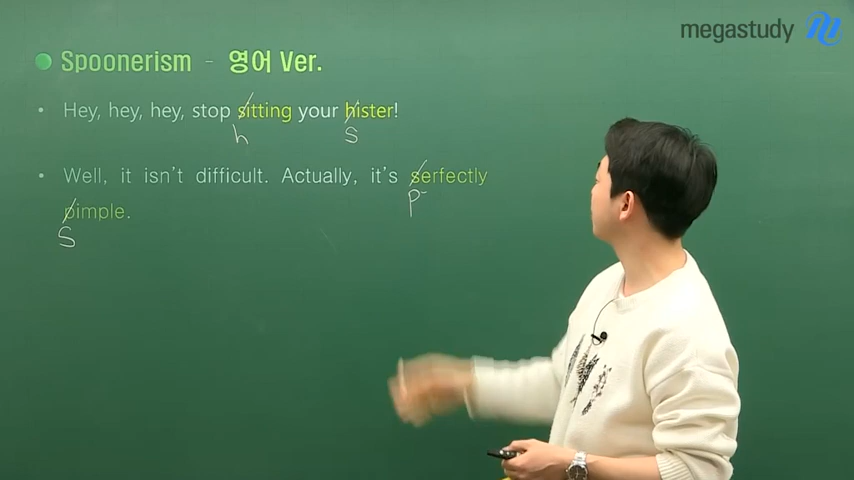 megastudy
Spoonerism - 영어 Ver.
• Hey, hey, hey, stop sitting your hister!
h s
• Well, it isn't difficult. Actually, it's serfectly
p
pimple.
s